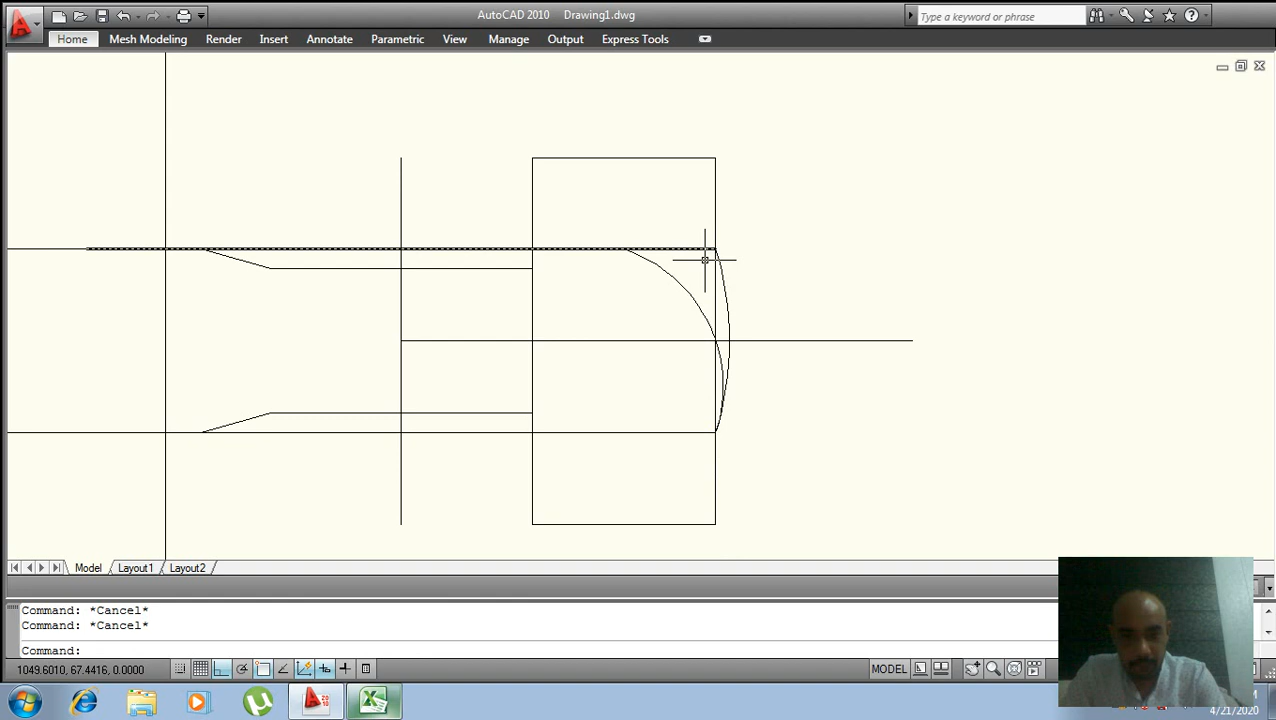 AutoCAD 2010 Drawing1.dwg
Type a keyword or phrase
Home Mesh Modeling Render Insert Annotate Parametric View Manage Output Express Tools
Model Layout1 Layout2
Command: *Cancel*
Command: *Cancel*
Command:
1049.6010, 67.4416, 0.0000
MODEL
4/21/2020